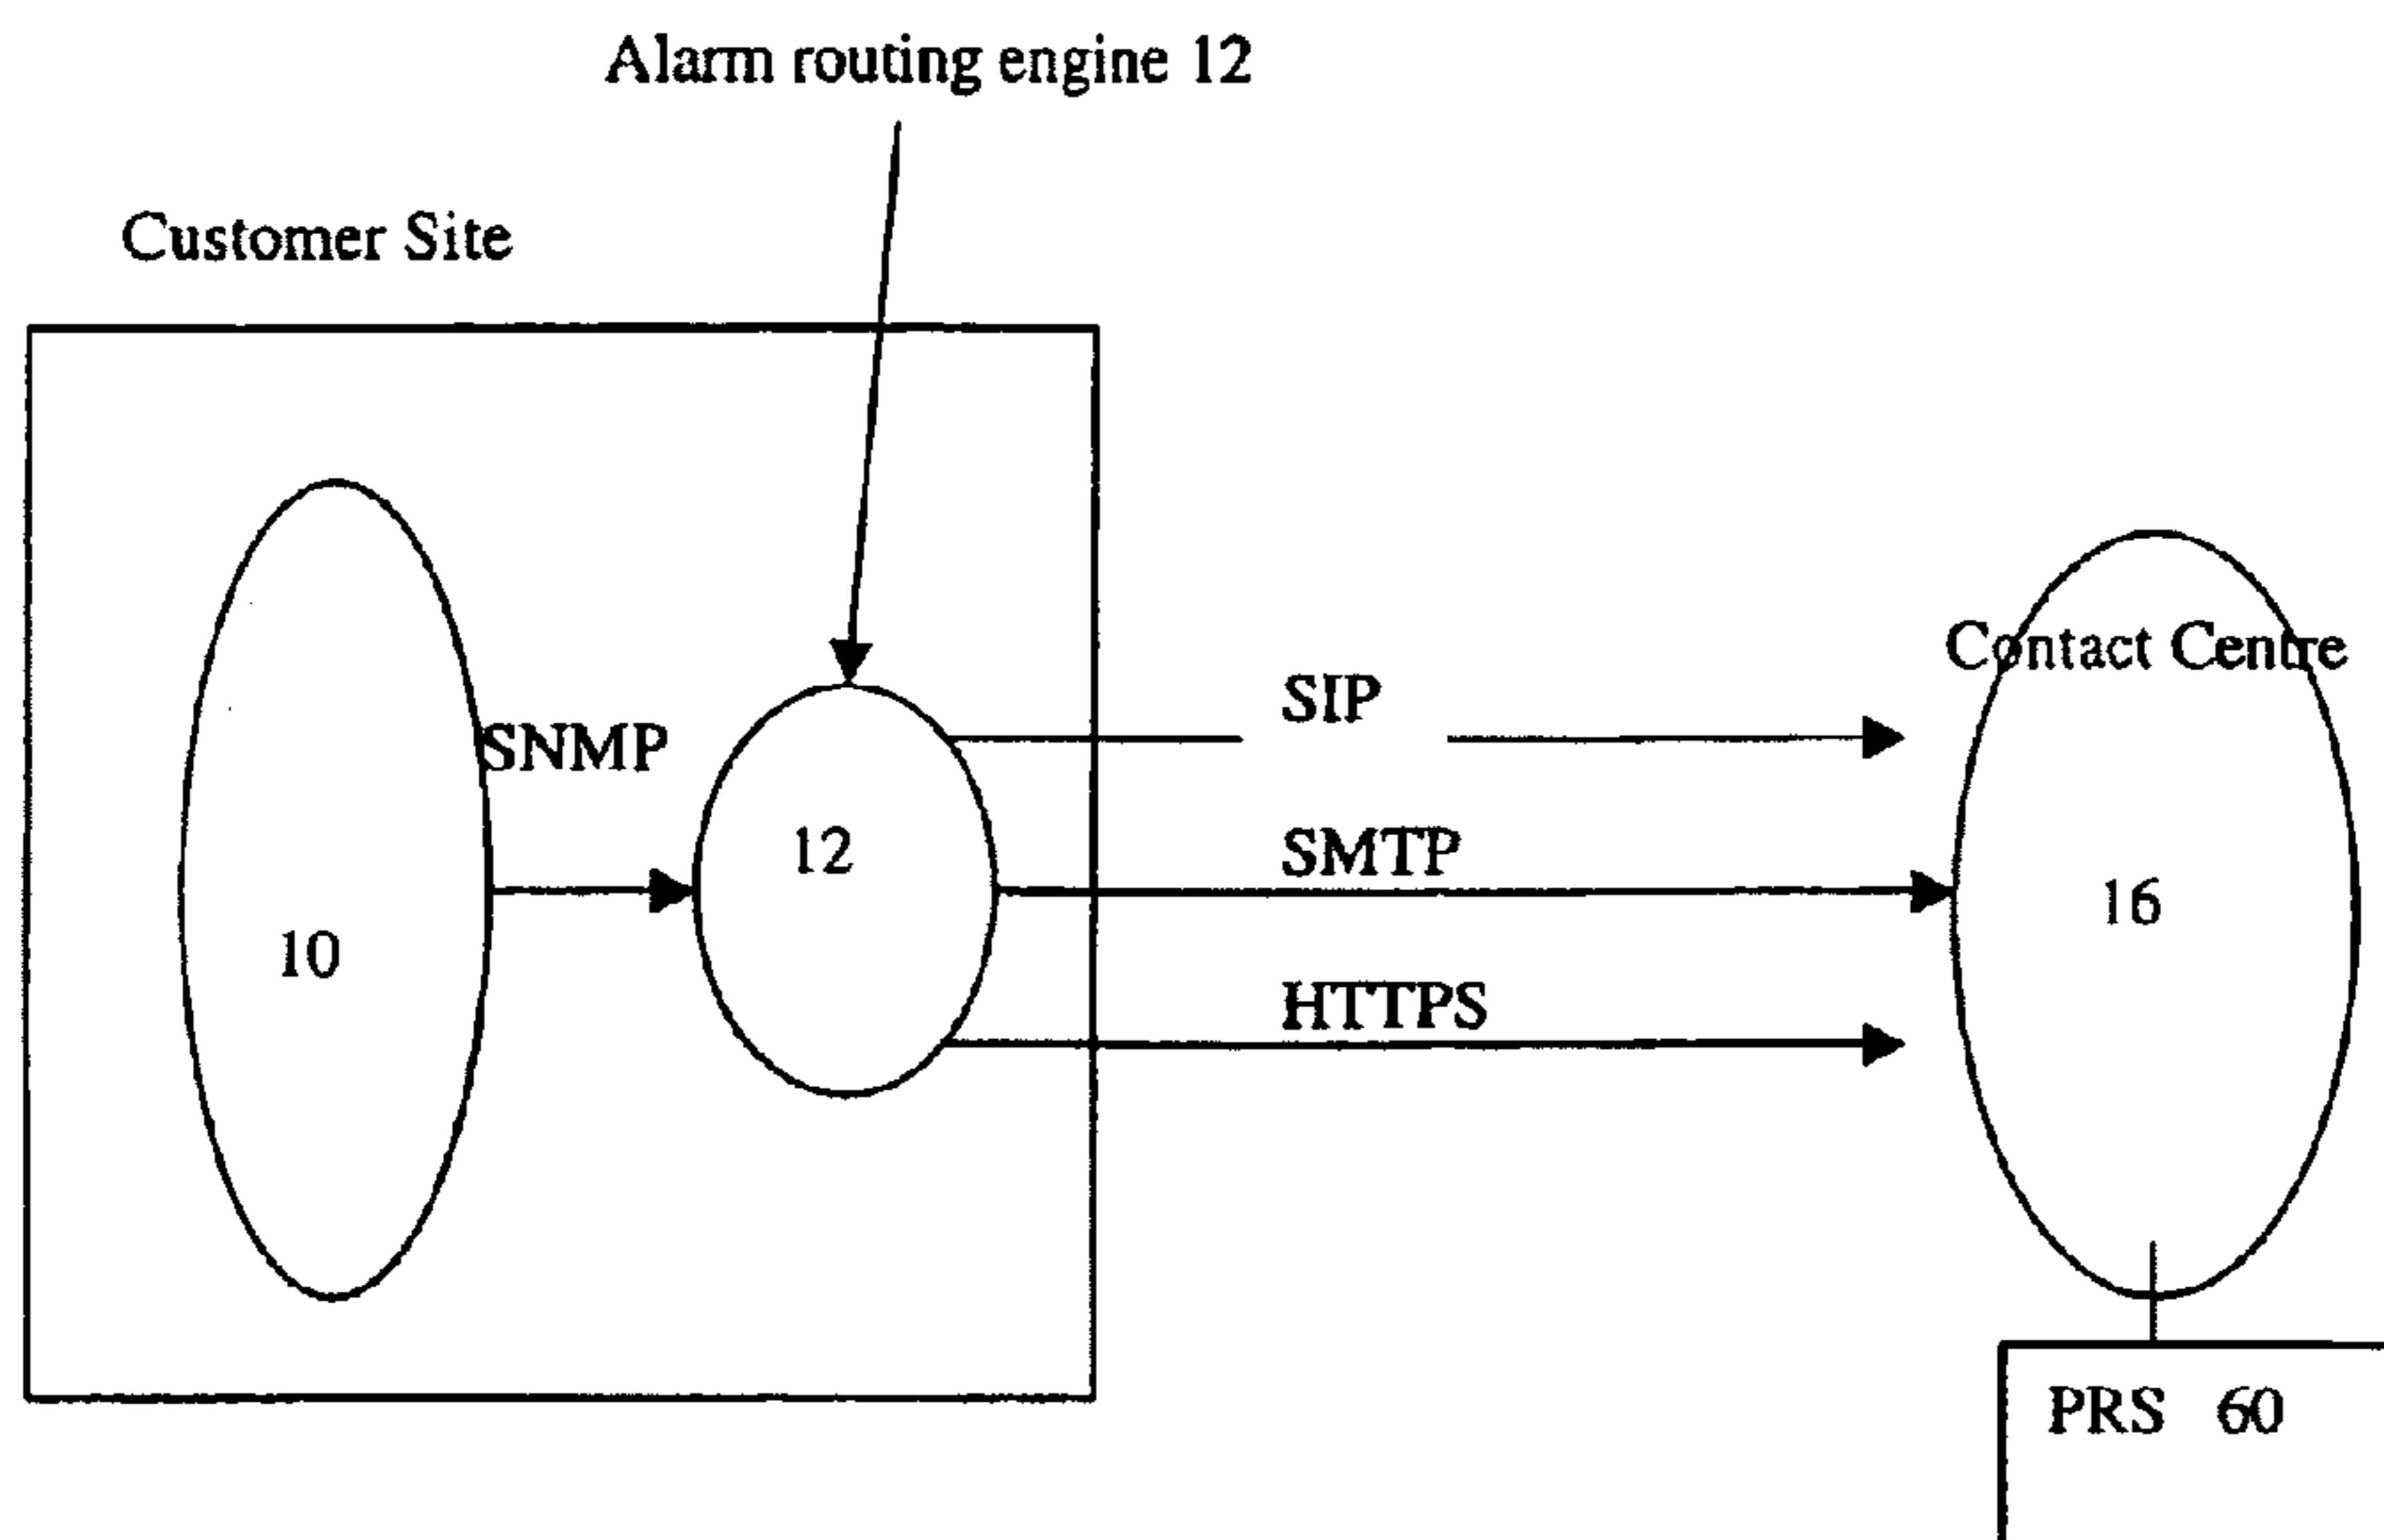 Alarm routing engine 12
Customer Site
Contact Centre
SIP
SNMP
12
SMTP
16
10
HTTPS
PRS 60